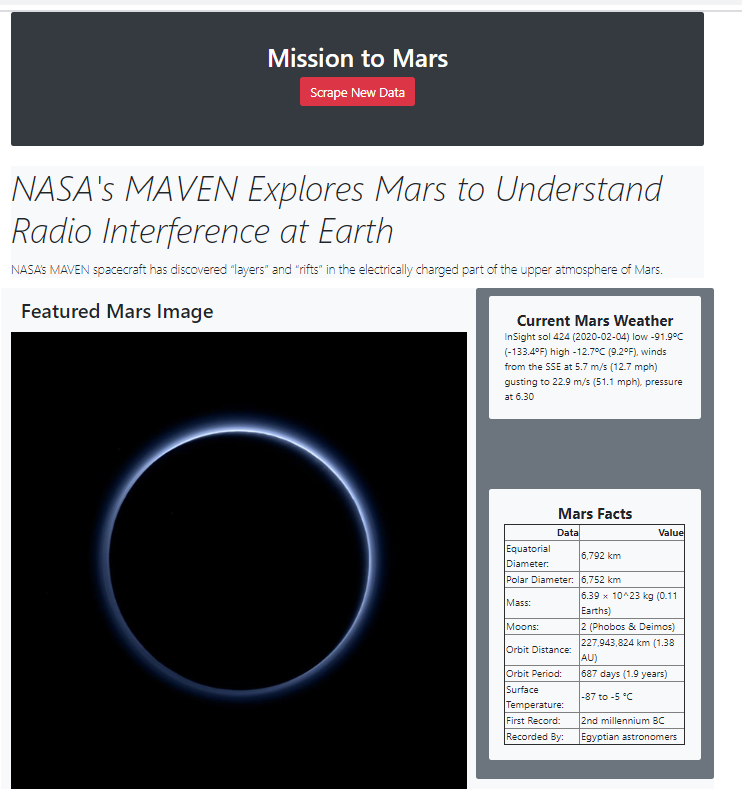 Mission to Mars
Scrape New Data
NASA's MAVEN Explores Mars to Understand
Radio Interference at Earth
NASA's MAVEN spacecraft has discovered “layers” and “rifts” in the electrically charged part of the upper atmosphere of Mars.
Featured Mars Image
Current Mars Weather
InSight sol 424 (2020-02-04) low -91.9ºC
(-133.4ºF) high -12.7ºC (9.2ºF), winds
from the SSE at 5.7 m/s (12.7 mph)
gusting to 22.9 m/s (51.1 mph), pressure
at 6.30
Mars Facts
Data Value
Equatorial
Diameter: 6,792 km
Polar Diameter: 6,752 km
Mass: 6.39 × 10^23 kg (0.11
Earths)
Moons: 2 (Phobos & Deimos)
Orbit Distance: 227,943,824 km (1.38
AU)
Orbit Period: 687 days (1.9 years)
Surface
Temperature: -87 to -5 °C
First Record: 2nd millennium BC
Recorded By: Egyptian astronomers